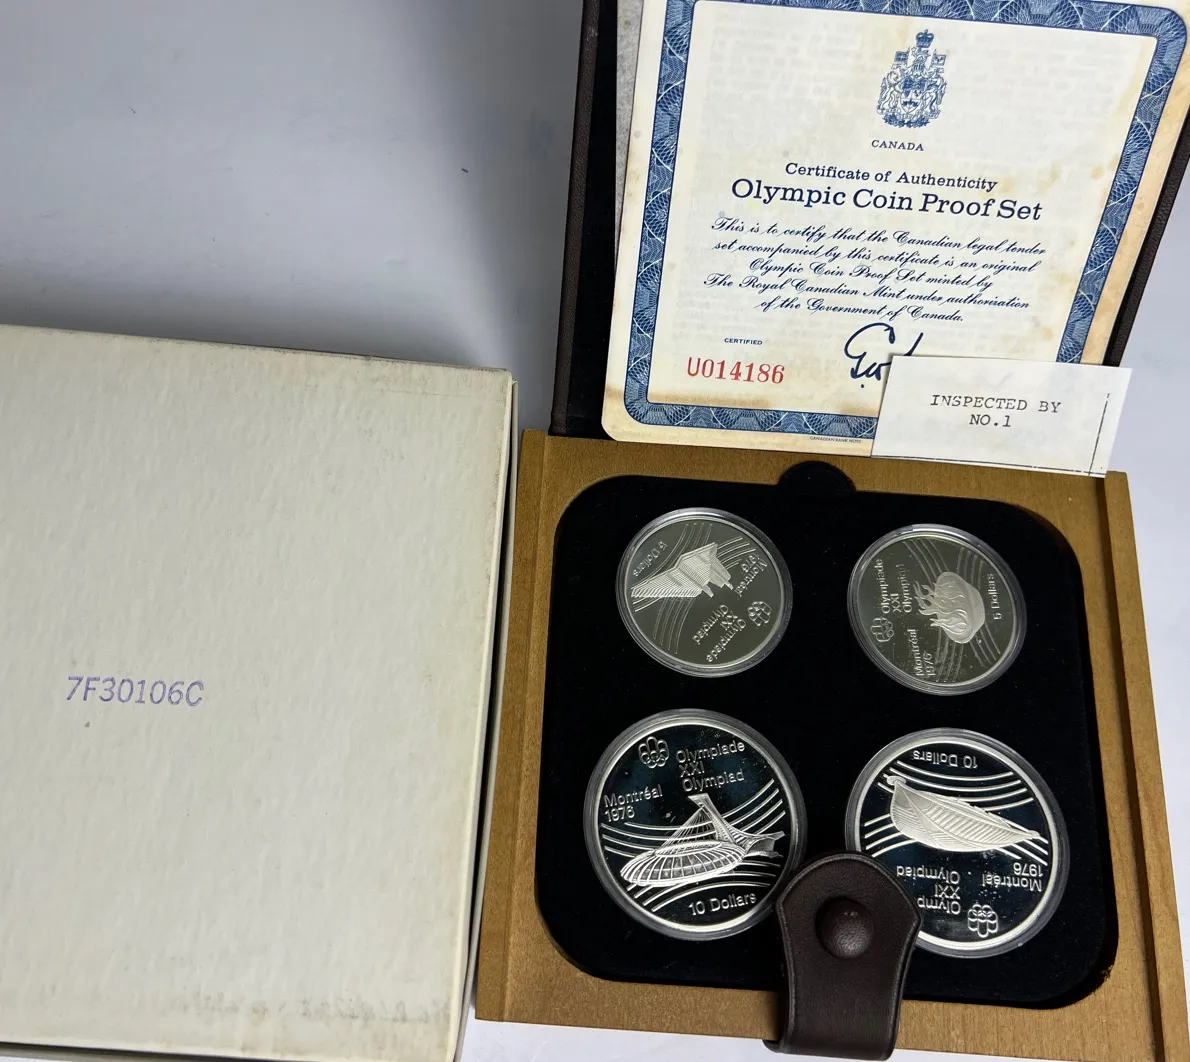 CANADA
Certificate of Authenticity
Olympic Coin Proof Set
This is to certify that the Canadian legal tender
set accompanied by this certificate is an original
Olympic Coin Proof Set minted by
The Royal Canadian Mint under authorization
of the Government of Canada.
CERTIFIED
U014186
CANADIAN BANK NOTE
INSPECTED BY
NO.1
7F30106C
5 Dollars
Montréal
1976
Olympiade
XXI
Olympiad
Olympiade
XXI
Olympiad
Montréal
1976
5 Dollars
Olympiade
XXI
Olympiad
Montréal
1976
10 Dollars
10 Dollars
Montréal
1976
Olymp
XXI
Olympiad